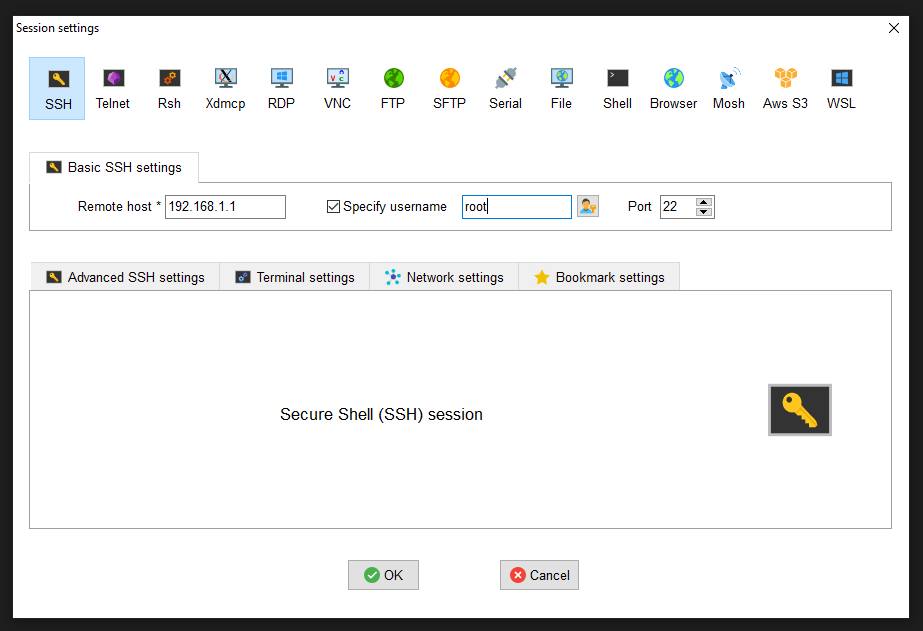 Session settings
SSH Telnet Rsh Xdmcp RDP VNC FTP SFTP Serial File Shell Browser Mosh Aws S3 WSL
Basic SSH settings
Remote host * 192.168.1.1 Specify username root Port 22
Advanced SSH settings Terminal settings Network settings Bookmark settings
Secure Shell (SSH) session
OK Cancel